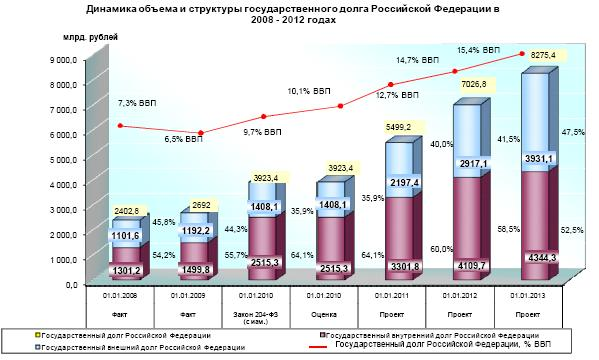 Динамика объема и структуры государственного долга Российской Федерации в
2008 - 2012 годах
млрд. рублей
9 000,0
8 000,0
7 000,0
6 000,0
5 000,0
4 000,0
3 000,0
2 000,0
1 000,0
0,0
7,3% ВВП
6,5% ВВП
9,7% ВВП
10,1% ВВП
12,7% ВВП
14,7% ВВП
15,4% ВВП
2402,8
2692
3923,4
3923,4
5499,2
7026,8
8275,4
1101,6
1192,2
1408,1
1408,1
2197,4
2917,1
3931,1
45,8%
44,3%
35,9%
35,9%
40,0%
41,5%
47,5%
1301,2
1499,8
2515,3
2515,3
3301,8
4109,7
4344,3
54,2%
55,7%
64,1%
64,1%
60,0%
58,5%
52,5%
01.01.2008
01.01.2009
01.01.2010
01.01.2010
01.01.2011
01.01.2012
01.01.2013
Факт
Факт
Закон 204-ФЗ
(с изм.)
Оценка
Проект
Проект
Проект
Государственный долг Российской Федерации
Государственный внутренний долг Российской Федерации
Государственный внешний долг Российской Федерации
Государственный долг Российской Федерации, % ВВП